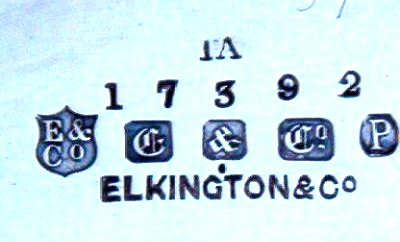 1A
1 7 3 9 2
E & Co E & Co P
ELKINGTON & Co